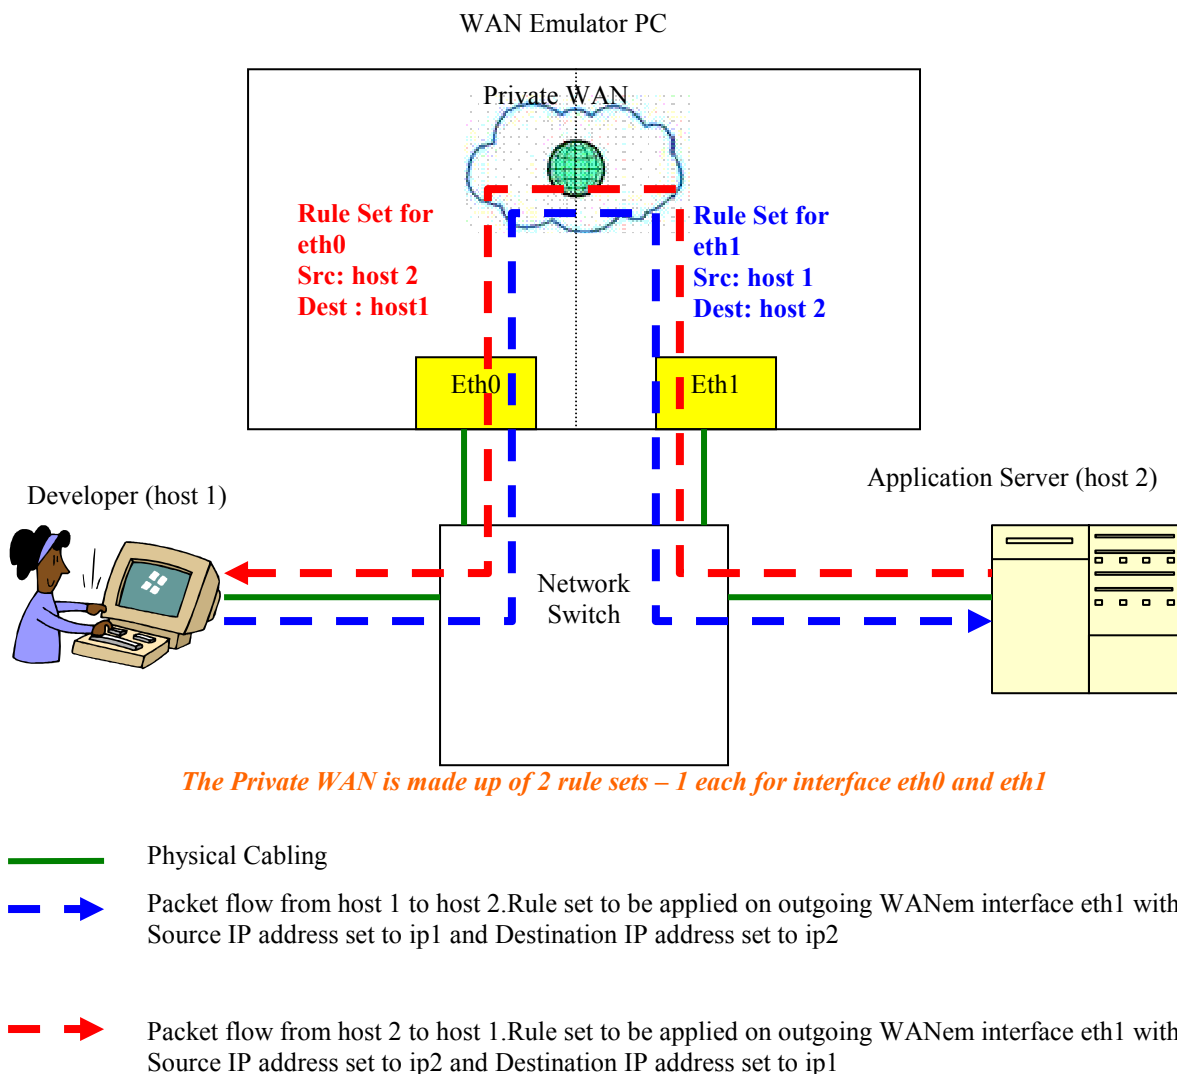 WAN Emulator PC
Private WAN
Rule Set for
eth0
Src: host 2
Dest : host1
Rule Set for
eth1
Src: host 1
Dest: host 2
Eth0
Eth1
Developer (host 1)
Application Server (host 2)
Network
Switch
The Private WAN is made up of 2 rule sets – 1 each for interface eth0 and eth1
Physical Cabling
Packet flow from host 1 to host 2.Rule set to be applied on outgoing WANem interface eth1 with
Source IP address set to ip1 and Destination IP address set to ip2
Packet flow from host 2 to host 1.Rule set to be applied on outgoing WANem interface eth1 with
Source IP address set to ip2 and Destination IP address set to ip1